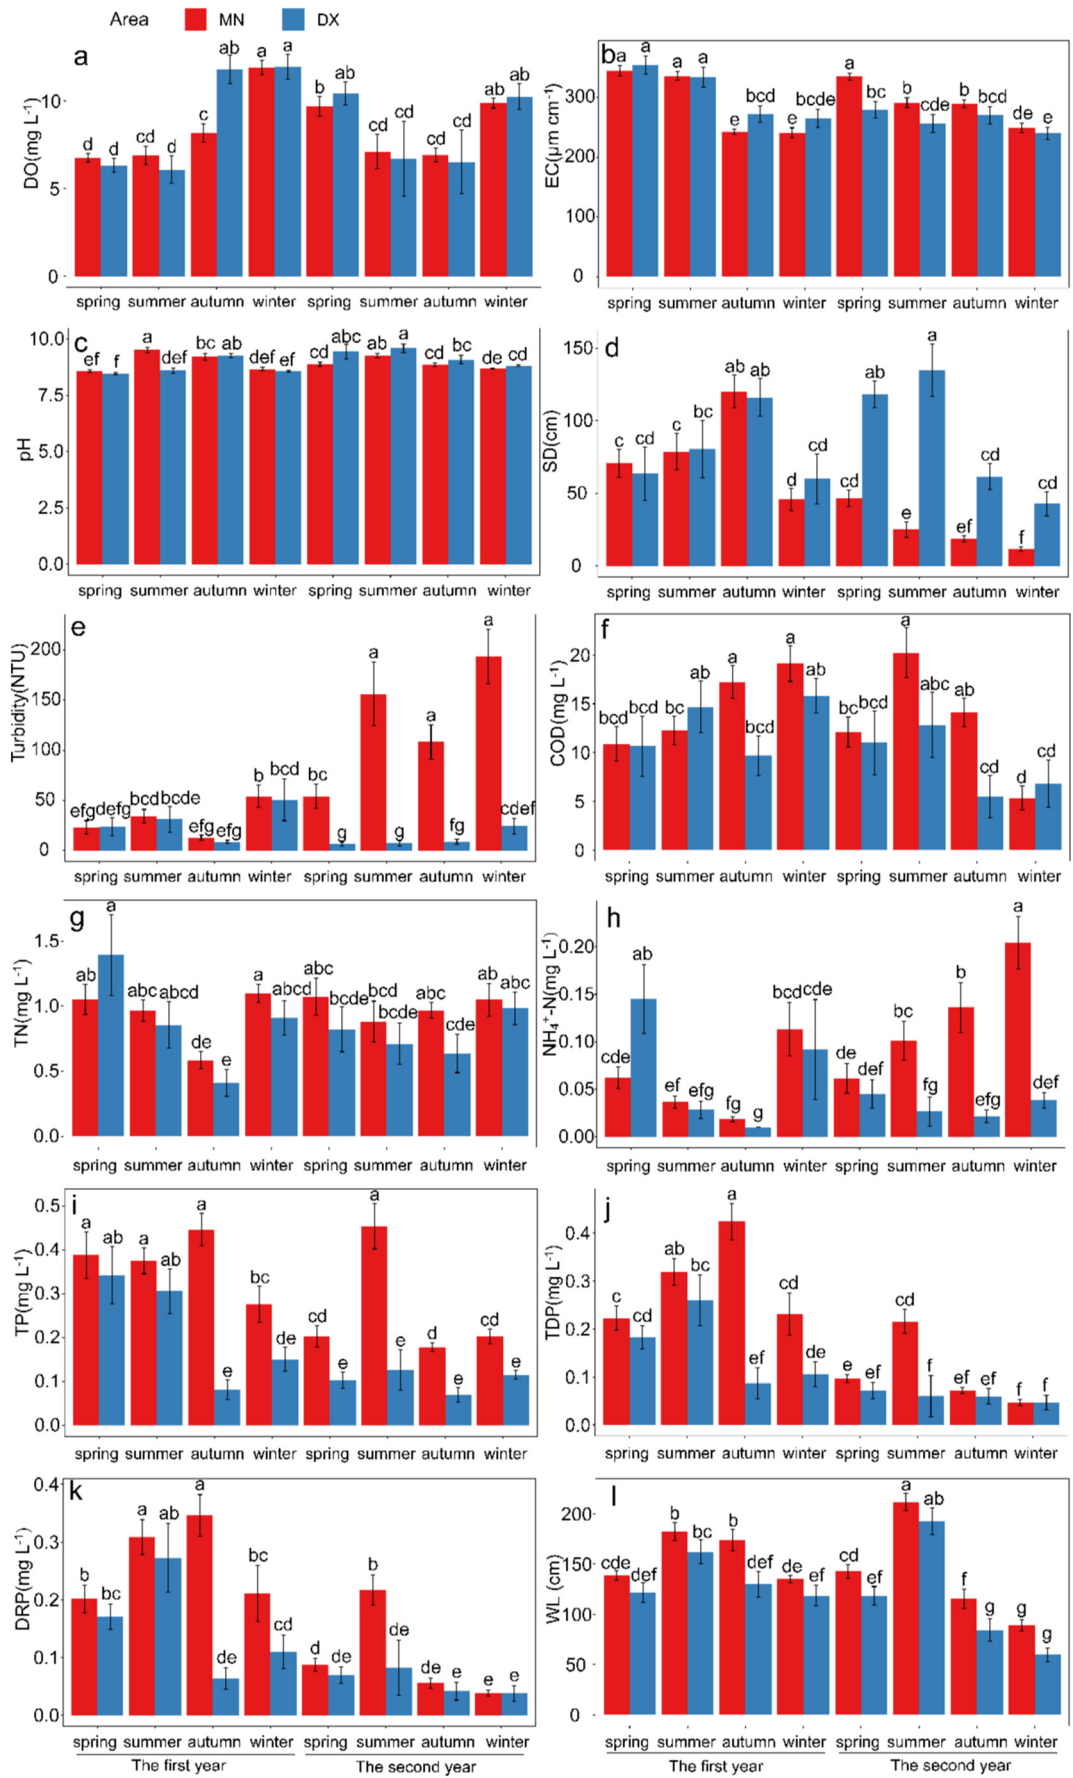 Area MN DX
a
DO(mg L⁻¹)
10
5
0
d d cd d c ab a a b ab cd cd cd cd ab ab
spring summer autumn winter spring summer autumn winter
b
EC(μm cm⁻¹)
300
200
100
0
a a a a e bcd e bcde a bc b cde b bcd de e
spring summer autumn winter spring summer autumn winter
c
pH
10.0
7.5
5.0
2.5
0.0
ef f a def bc ab def ef cd abc ab a cd bc de cd
spring summer autumn winter spring summer autumn winter
d
SD(cm)
150
100
50
0
c cd c bc ab ab d cd cd ab e a ef cd f cd
spring summer autumn winter spring summer autumn winter
e
Turbidity(NTU)
200
150
100
50
0
efg defg bcd bcde efg efg b bcd bc g a g a fg a cdef
spring summer autumn winter spring summer autumn winter
f
COD(mg L⁻¹)
20
15
10
5
0
bcd bcd bc ab a bcd a ab bc bcd a abc ab cd d cd
spring summer autumn winter spring summer autumn winter
g
TN(mg L⁻¹)
1.5
1.0
0.5
0.0
ab a abc abcd de e a abcd abc bcde bcd bcde abc cde ab abc
spring summer autumn winter spring summer autumn winter
h
NH₄⁺-N(mg L⁻¹)
0.20
0.15
0.10
0.05
0.00
cde ab ef efg fg g bcd cde de def bc fg b efg a def
spring summer autumn winter spring summer autumn winter
i
TP(mg L⁻¹)
0.5
0.4
0.3
0.2
0.1
0.0
a ab a ab a e bc de cd e a e d e cd e
spring summer autumn winter spring summer autumn winter
j
TDP(mg L⁻¹)
0.4
0.3
0.2
0.1
0.0
c cd ab bc a ef cd de e ef cd f ef ef f f
spring summer autumn winter spring summer autumn winter
k
DRP(mg L⁻¹)
0.4
0.3
0.2
0.1
0.0
b bc a ab a de bc cd d de b de de e e e
spring summer autumn winter spring summer autumn winter
The first year The second year
l
WL (cm)
200
150
100
50
0
cde def b bc b def de ef cd ef a ab f g g g
spring summer autumn winter spring summer autumn winter
The first year The second year